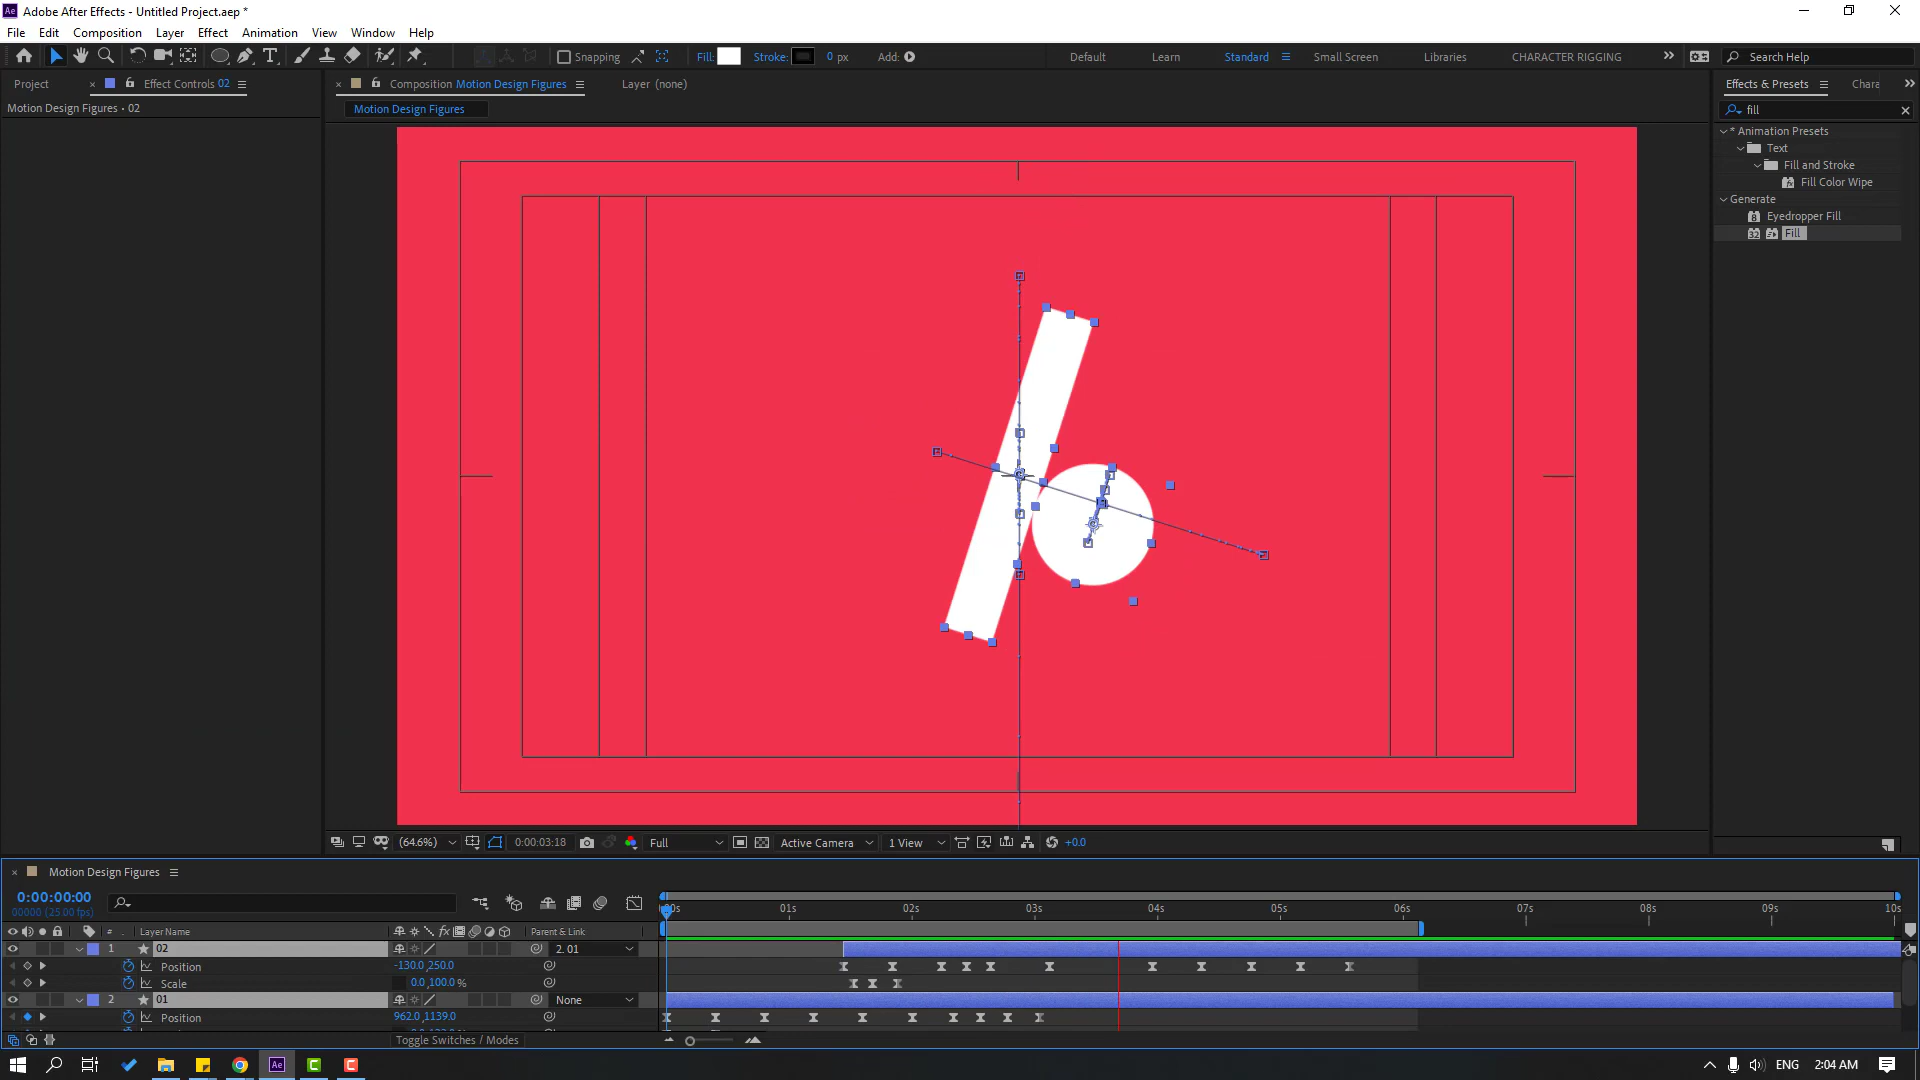 Adobe After Effects - Untitled Project.aep *
File Edit Composition Layer Effect Animation View Window Help
Snapping Fill: Stroke: 0 px Add: Default Learn Standard Small Screen Libraries CHARACTER RIGGING Search Help
Project Effect Controls 02 Composition Motion Design Figures Layer (none) Effects & Presets Chara
Motion Design Figures • 02
Motion Design Figures
fill
* Animation Presets
Text
Fill and Stroke
Fill Color Wipe
Generate
Eyedropper Fill
Fill
(64.6%) 0:00:03:18 Full Active Camera 1 View +0.0
Motion Design Figures
0:00:00:00
00000 (25.00 fps)
01s 02s 03s 04s 05s 06s 07s 08s 09s 10s
# Layer Name Parent & Link
1 02 2. 01
Position -130.0,250.0
Scale 0.0,100.0%
2 01 None
Position 962.0,1139.0
Toggle Switches / Modes
ENG 2:04 AM